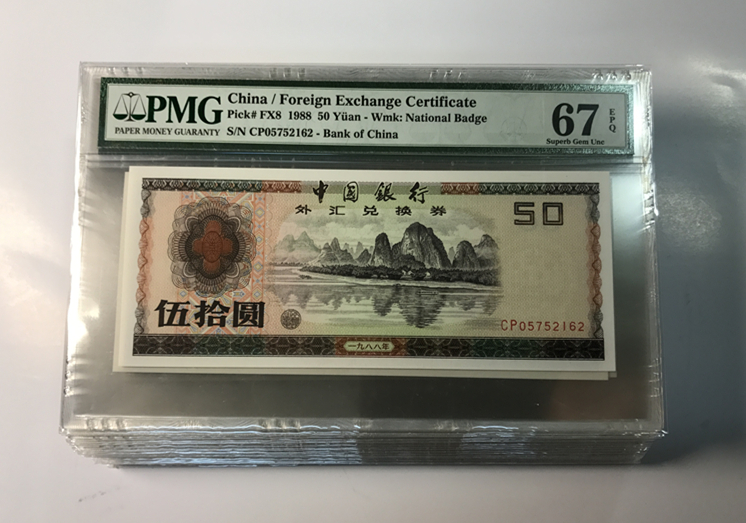 PMG
PAPER MONEY GUARANTY
China / Foreign Exchange Certificate
Pick# FX8 1988 50 Yüan - Wmk: National Badge
S/N CP05752162 - Bank of China
67
EPQ
Superb Gem Unc
中国銀行
外汇兑换券
50
伍拾圆
CP05752162
一九八八年